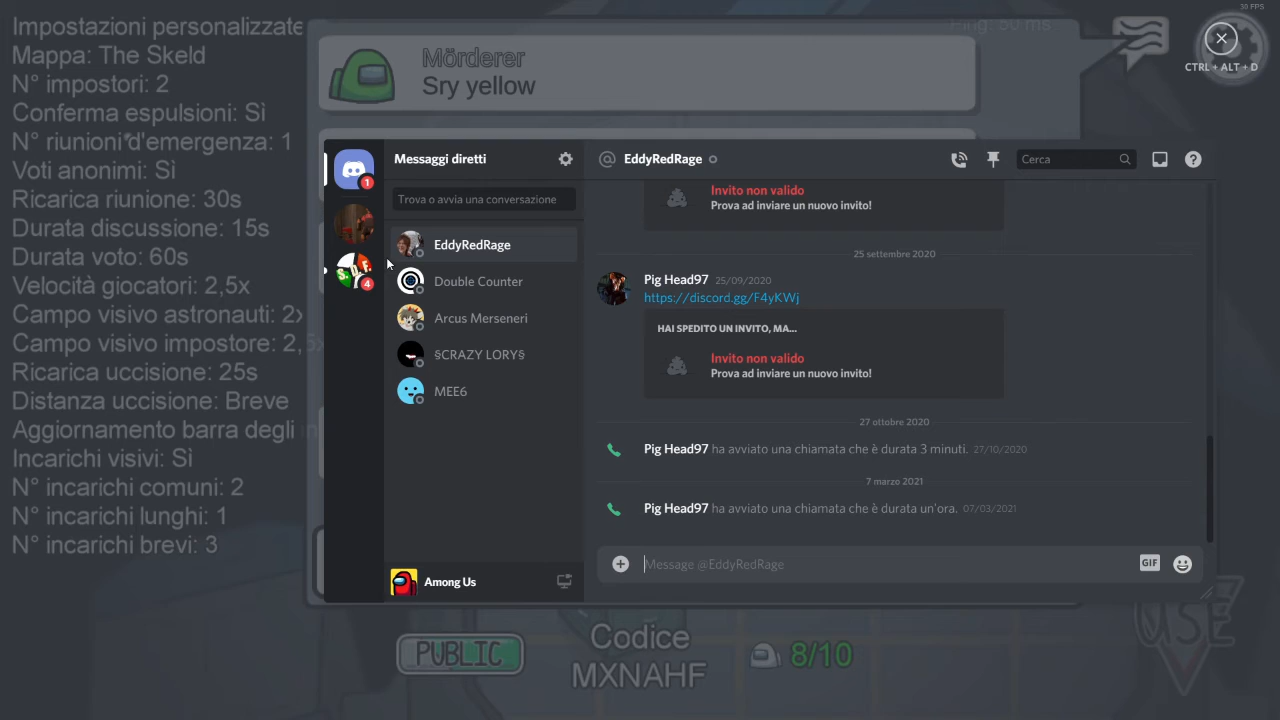 30 FPS
Ping: 50 ms
CTRL + ALT + D
Impostazioni personalizzate
Mappa: The Skeld
N° impostori: 2
Conferma espulsioni: Sì
N° riunioni d'emergenza: 1
Voti anonimi: Sì
Ricarica riunione: 30s
Durata discussione: 15s
Durata voto: 60s
Velocità giocatori: 2,5x
Campo visivo astronauti: 2x
Campo visivo impostore: 2,5x
Ricarica uccisione: 25s
Distanza uccisione: Breve
Aggiornamento barra degli
Incarichi visivi: Sì
N° incarichi comuni: 2
N° incarichi lunghi: 1
N° incarichi brevi: 3
Mörderer
Sry yellow
1
4
Messaggi diretti
Trova o avvia una conversazione
EddyRedRage
Double Counter
Arcus Merseneri
§CRAZY LORY§
MEE6
Among Us
@ EddyRedRage
Cerca
Invito non valido
Prova ad inviare un nuovo invito!
25 settembre 2020
Pig Head97 25/09/2020
https://discord.gg/F4yKWj
HAI SPEDITO UN INVITO, MA...
Invito non valido
Prova ad inviare un nuovo invito!
27 ottobre 2020
Pig Head97 ha avviato una chiamata che è durata 3 minuti. 27/10/2020
7 marzo 2021
Pig Head97 ha avviato una chiamata che è durata un'ora. 07/03/2021
Message @EddyRedRage
GIF
PUBLIC
Codice
MXNAHF
8/10
USE